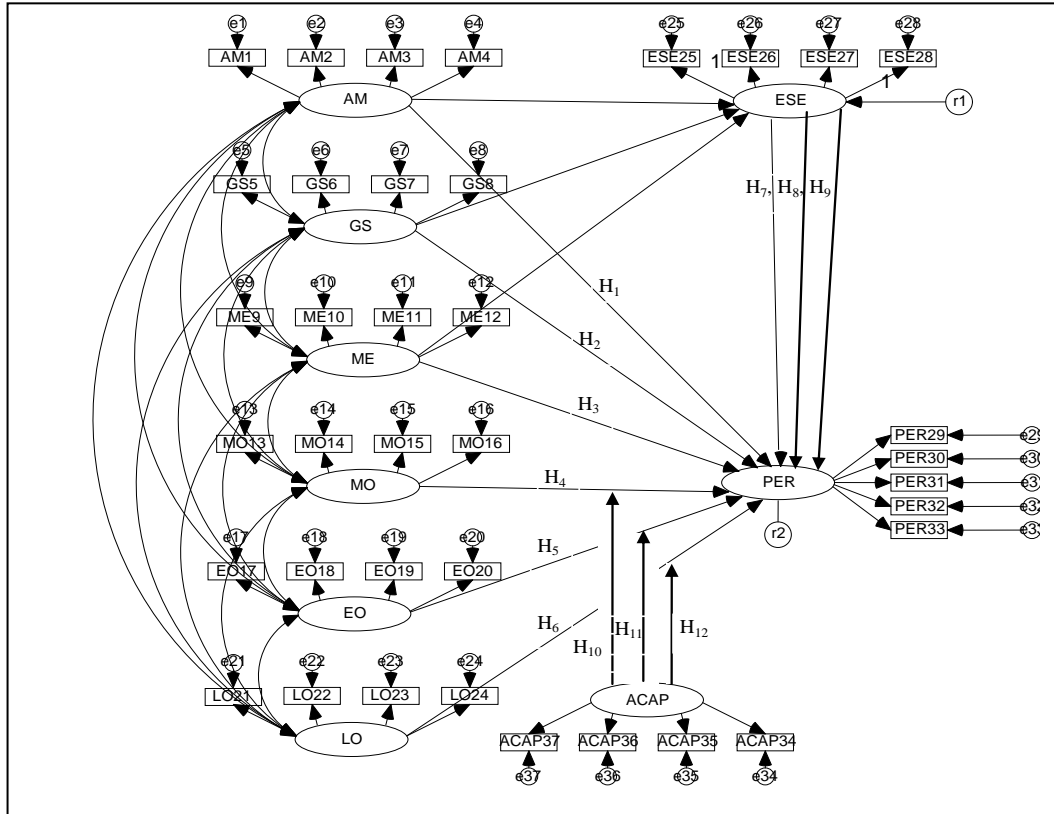 e1 e2 e3 e4 e25 e26 e27 e28
AM1 AM2 AM3 AM4 ESE25 1 ESE26 ESE27 ESE28
1
AM ESE r1
e5 e6 e7 e8
GS5 GS6 GS7 GS8
H7, H8, H9
GS
e9 e10 e11 e12
H1
ME9 ME10 ME11 ME12
H2
ME
H3
e13 e14 e15 e16
MO13 MO14 MO15 MO16
PER29 e29
PER30
H4
MO PER
PER31
PER32 e32
r2
PER33
e17 e18 e19 e20
H5
EO17 EO18 EO19 EO20
EO
H6
H11 H12
H10
e21 e22 e23 e24
LO21 LO22 LO23 LO24
ACAP
LO
ACAP37 ACAP36 ACAP35 ACAP34
e37 e36 e35 e34